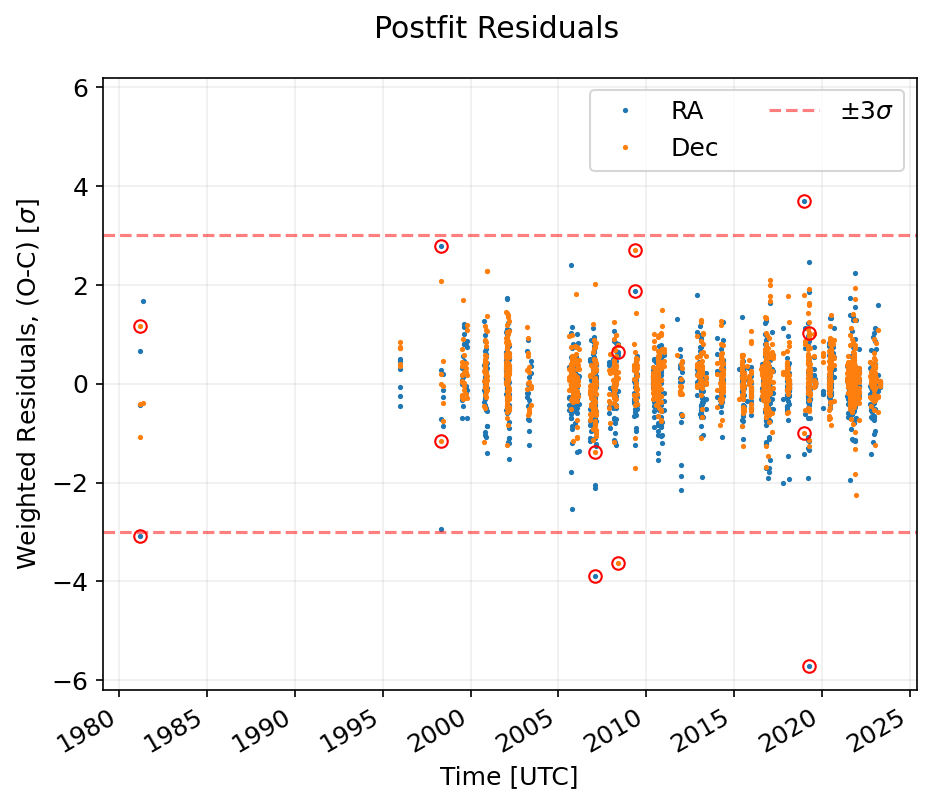 Postfit Residuals
6
4
2
0
−2
−4
−6
Weighted Residuals, (O-C) [σ]
RA
Dec
±3σ
1980
1985
1990
1995
2000
2005
2010
2015
2020
2025
Time [UTC]